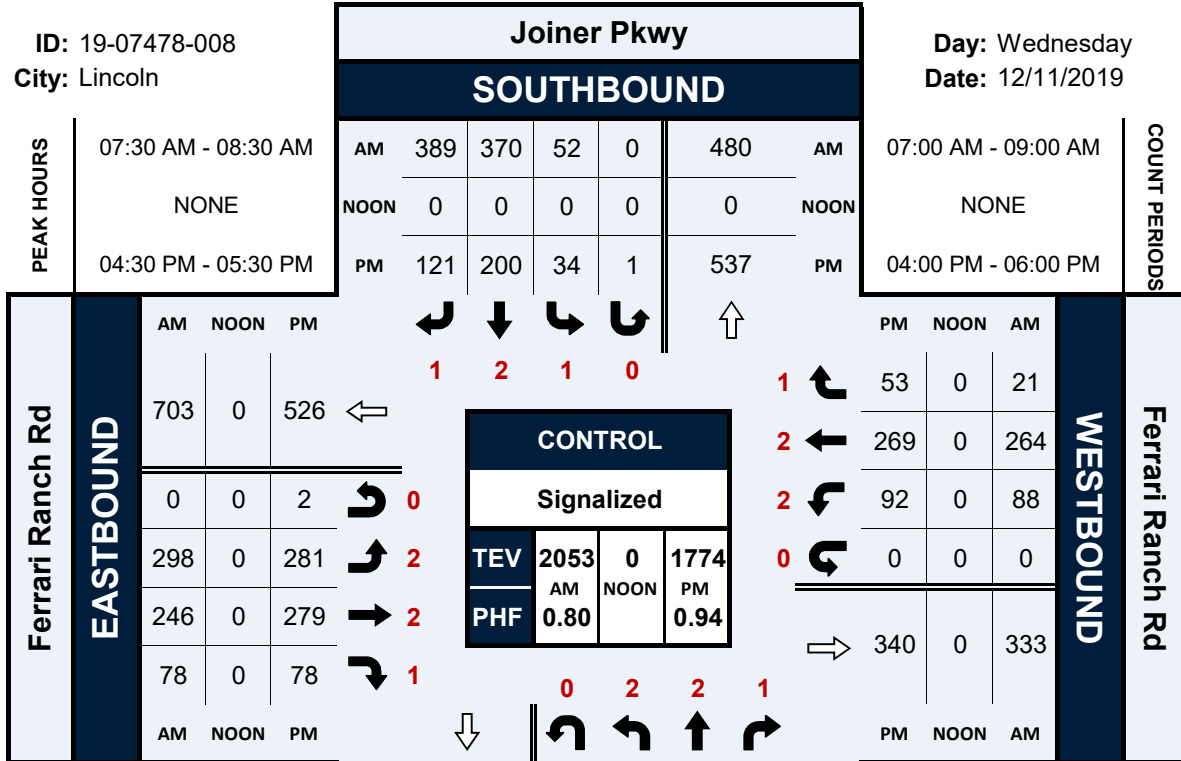 ID: 19-07478-008
City: Lincoln
Joiner Pkwy
SOUTHBOUND
Day: Wednesday
Date: 12/11/2019
PEAK HOURS
07:30 AM - 08:30 AM
NONE
04:30 PM - 05:30 PM
AM 389 370 52 0 480 AM
NOON 0 0 0 0 0 NOON
PM 121 200 34 1 537 PM
07:00 AM - 09:00 AM
NONE
04:00 PM - 06:00 PM
COUNT PERIODS
1 2 1 0
Ferrari Ranch Rd
EASTBOUND
AM NOON PM
703 0 526
0 0 2 0
298 0 281 2
246 0 279 2
78 0 78 1
AM NOON PM
CONTROL
Signalized
TEV 2053 0 1774
AM NOON PM
PHF 0.80 0.94
PM NOON AM
1 53 0 21
2 269 0 264
2 92 0 88
0 0 0 0
340 0 333
PM NOON AM
WESTBOUND
Ferrari Ranch Rd
0 2 2 1